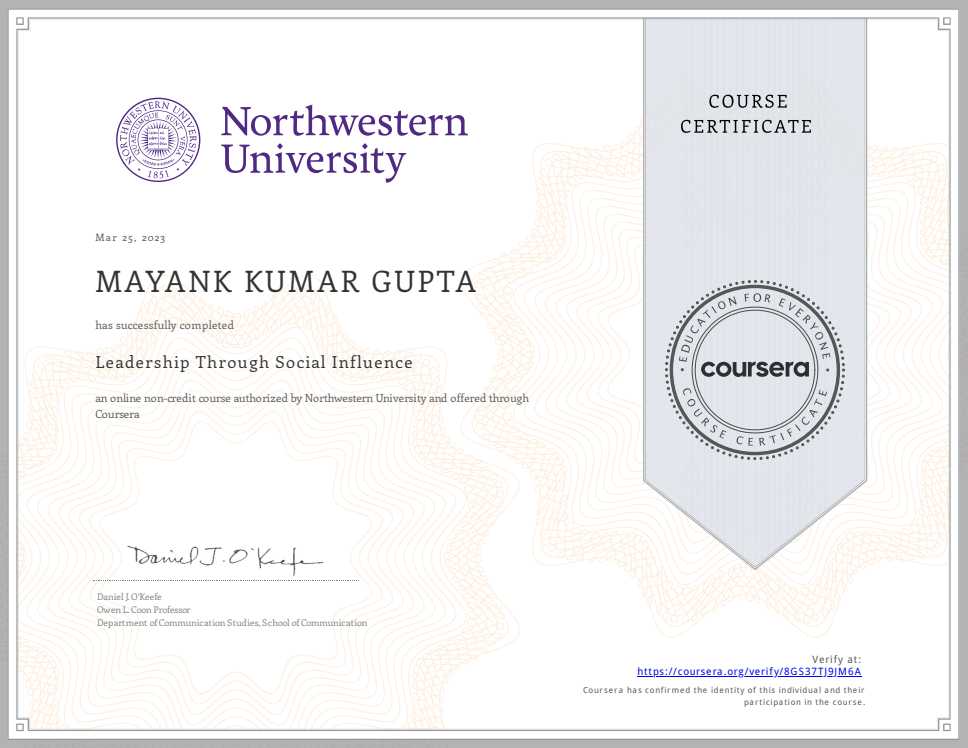 COURSE
CERTIFICATE
NORTHWESTERN UNIVERSITY
QUAECUMQUE SUNT VERA
1851
Northwestern
University
Mar 25, 2023
MAYANK KUMAR GUPTA
has successfully completed
Leadership Through Social Influence
an online non-credit course authorized by Northwestern University and offered through
Coursera
EDUCATION FOR EVERYONE
coursera
COURSE CERTIFICATE
Daniel J. O'Keefe
Daniel J. O'Keefe
Owen L. Coon Professor
Department of Communication Studies, School of Communication
Verify at:
https://coursera.org/verify/8GS37TJ9JM6A
Coursera has confirmed the identity of this individual and their
participation in the course.